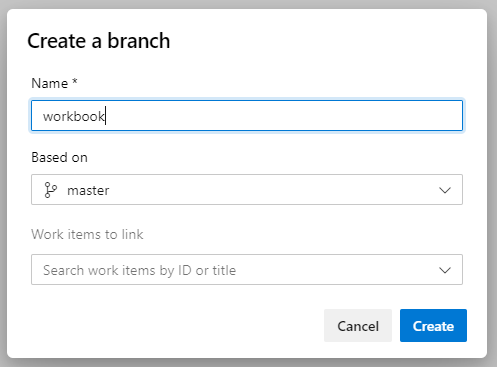 Create a branch
Name *
workbook
Based on
master
Work items to link
Search work items by ID or title
Cancel Create